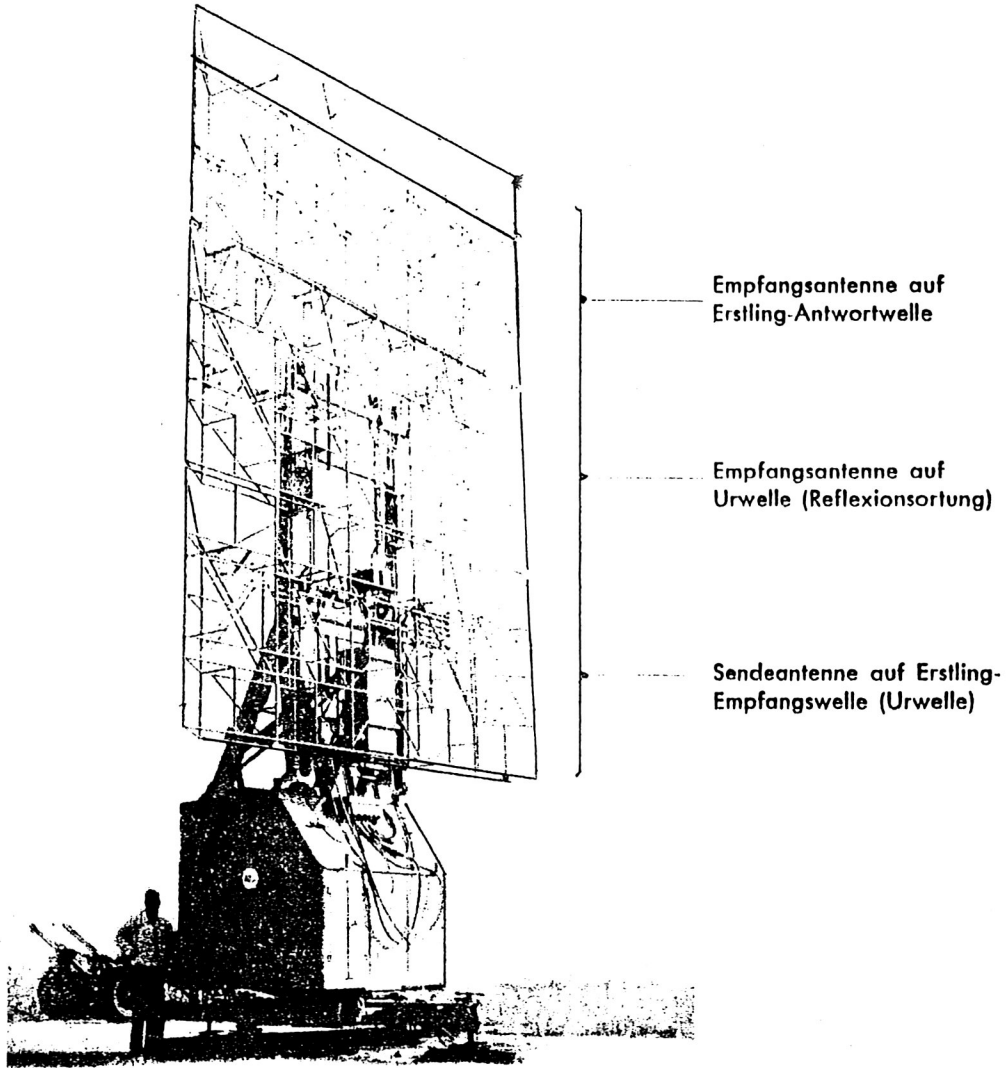 Empfangsantenne auf
Erstling-Antwortwelle
Empfangsantenne auf
Urwelle (Reflexionsortung)
Sendeantenne auf Erstling-
Empfangswelle (Urwelle)